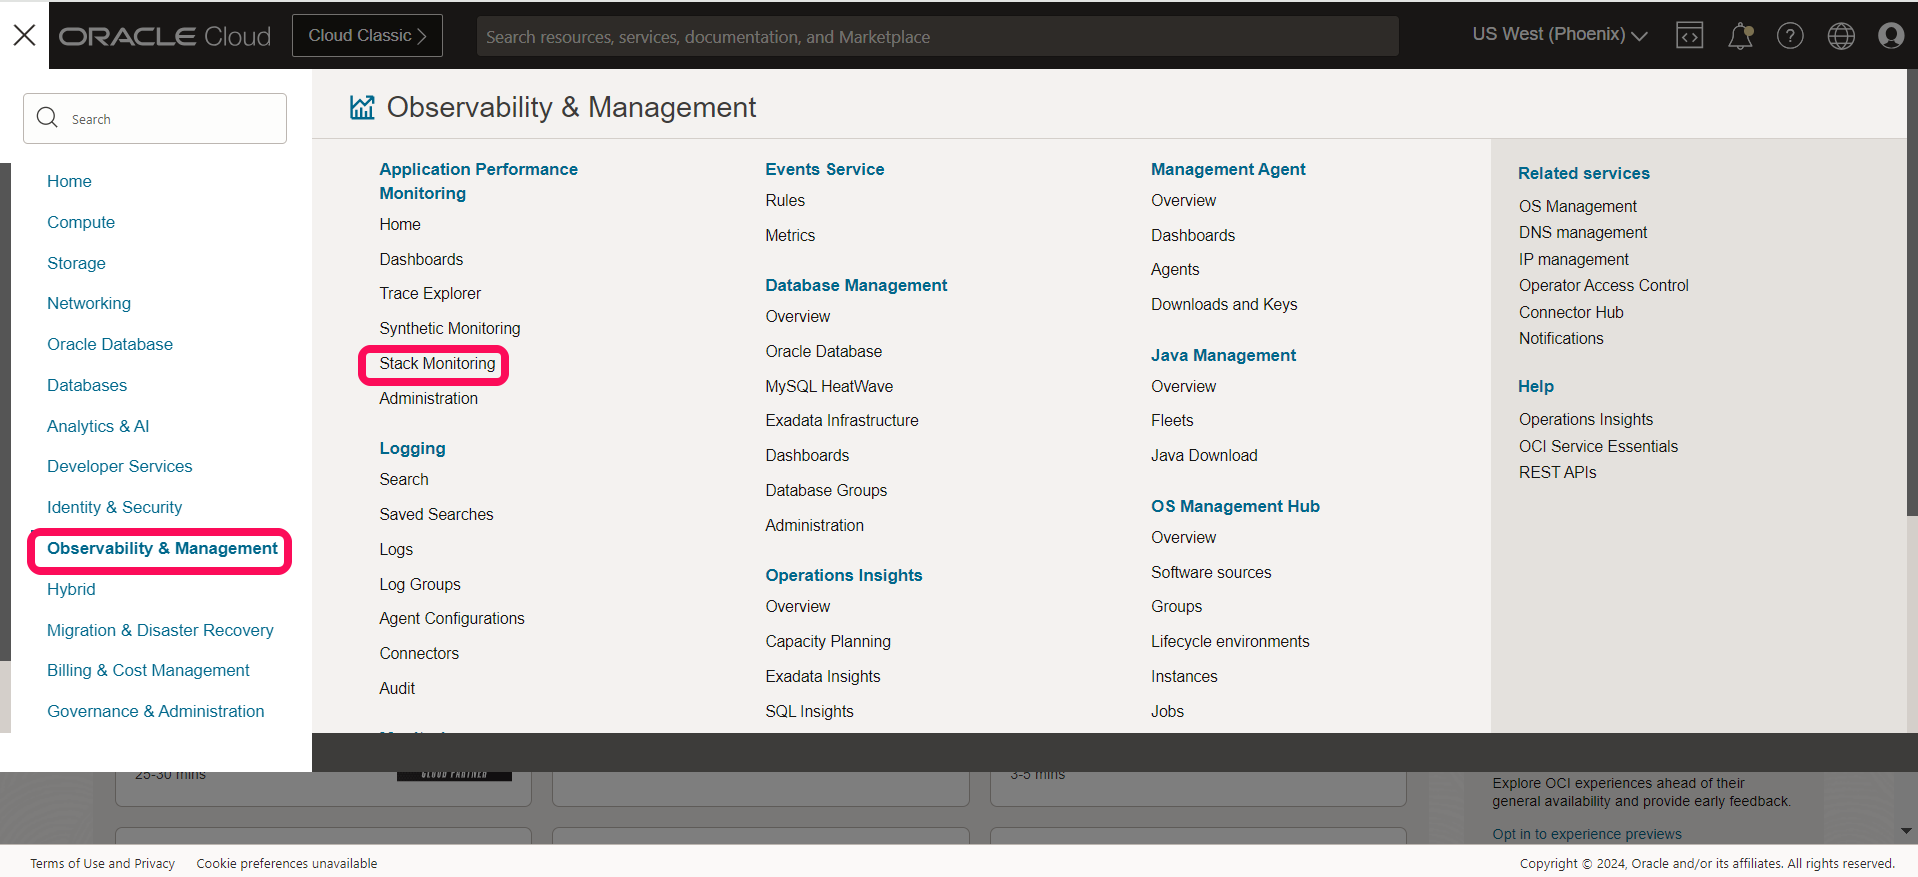 ORACLE Cloud
Cloud Classic
Search resources, services, documentation, and Marketplace
US West (Phoenix)
Search
Home
Compute
Storage
Networking
Oracle Database
Databases
Analytics & AI
Developer Services
Identity & Security
Observability & Management
Hybrid
Migration & Disaster Recovery
Billing & Cost Management
Governance & Administration
Observability & Management
Application Performance
Monitoring
Home
Dashboards
Trace Explorer
Synthetic Monitoring
Stack Monitoring
Administration
Logging
Search
Saved Searches
Logs
Log Groups
Agent Configurations
Connectors
Audit
Events Service
Rules
Metrics
Database Management
Overview
Oracle Database
MySQL HeatWave
Exadata Infrastructure
Dashboards
Database Groups
Administration
Operations Insights
Overview
Capacity Planning
Exadata Insights
SQL Insights
Management Agent
Overview
Dashboards
Agents
Downloads and Keys
Java Management
Overview
Fleets
Java Download
OS Management Hub
Overview
Software sources
Groups
Lifecycle environments
Instances
Jobs
Related services
OS Management
DNS management
IP management
Operator Access Control
Connector Hub
Notifications
Help
Operations Insights
OCI Service Essentials
REST APIs
25-30 mins
CLOUD PARTNER
3-5 mins
Explore OCI experiences ahead of their
general availability and provide early feedback.
Opt in to experience previews
Terms of Use and Privacy
Cookie preferences unavailable
Copyright © 2024, Oracle and/or its affiliates. All rights reserved.